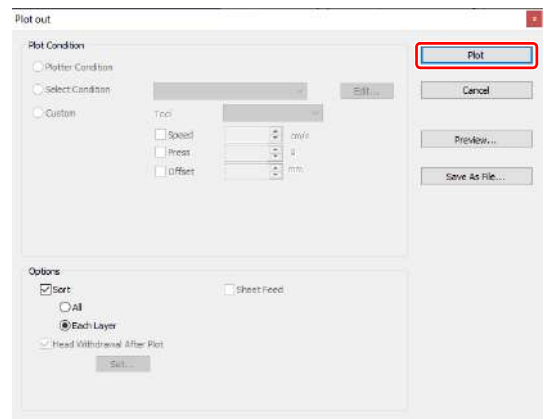 Plot out
Plot Condition
Plotter Condition
Select Condition
Edit...
Custom
Tool
Speed
cm/s
Press
g
Offset
mm
Plot
Cancel
Preview...
Save As File...
Options
Sort
Sheet Feed
All
Each Layer
Head Withdrawal After Plot
Set...